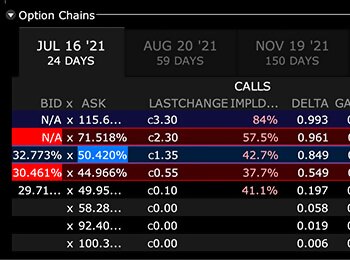 Option Chains
JUL 16 '21 AUG 20 '21 NOV 19 '21
24 DAYS 59 DAYS 150 DAYS
CALLS
BID x ASK LASTCHANGE IMPLD... DELTA GA
N/A x 115.6... c3.30 84% 0.993
N/A x 71.518% c2.30 57.5% 0.961
32.773% x 50.420% c1.35 42.7% 0.849
30.461% x 44.966% c0.55 37.7% 0.549
29.71... x 49.95... c0.10 41.1% 0.197
x 58.28... c0.00 0.058
x 92.40... c0.00 0.019
x 100.3... c0.00 0.006